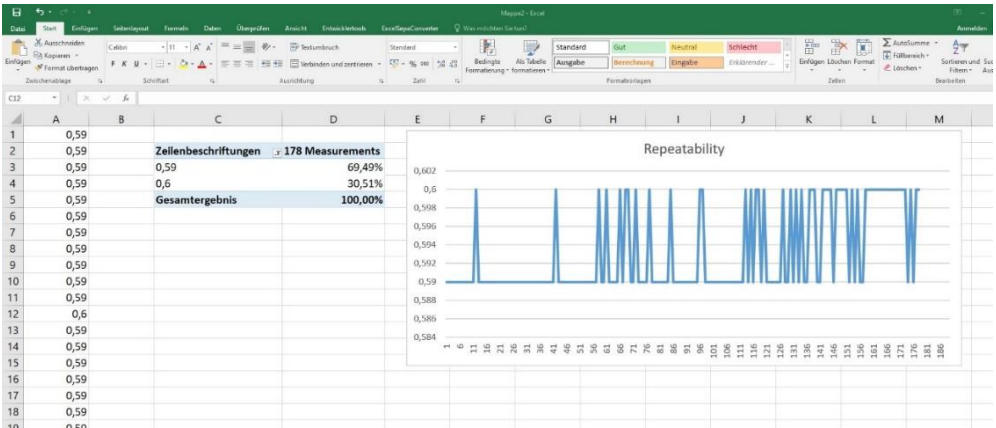 Mappe2 - Excel
Datei Start Einfügen Seitenlayout Formeln Daten Überprüfen Ansicht Entwicklertools ExcelSepaConverter Was möchten Sie tun? Anmelden
Einfügen
Ausschneiden
Kopieren
Format übertragen
Zwischenablage
Calibri 11
F K U
Schriftart
Textumbruch
Verbinden und zentrieren
Ausrichtung
Standard
% 000
Zahl
Bedingte Formatierung
Als Tabelle formatieren
Standard Gut Neutral Schlecht
Ausgabe Berechnung Eingabe Erklärender ...
Formatvorlagen
Einfügen Löschen Format
Zellen
AutoSumme
Füllbereich
Löschen
Sortieren und Filtern
Bearbeiten
C12 fx
A B C D E F G H I J K L M
1 0,59
2 0,59 Zeilenbeschriftungen 178 Measurements
3 0,59 0,59 69,49%
4 0,59 0,6 30,51%
5 0,59 Gesamtergebnis 100,00%
6 0,59
7 0,59
8 0,59
9 0,59
10 0,59
11 0,59
12 0,6
13 0,59
14 0,59
15 0,59
16 0,59
17 0,59
18 0,59
19 0,59
Repeatability
0,602
0,6
0,598
0,596
0,594
0,592
0,59
0,588
0,586
0,584
1 6 11 16 21 26 31 36 41 46 51 56 61 66 71 76 81 86 91 96 101 106 111 116 121 126 131 136 141 146 151 156 161 166 171 176 181 186